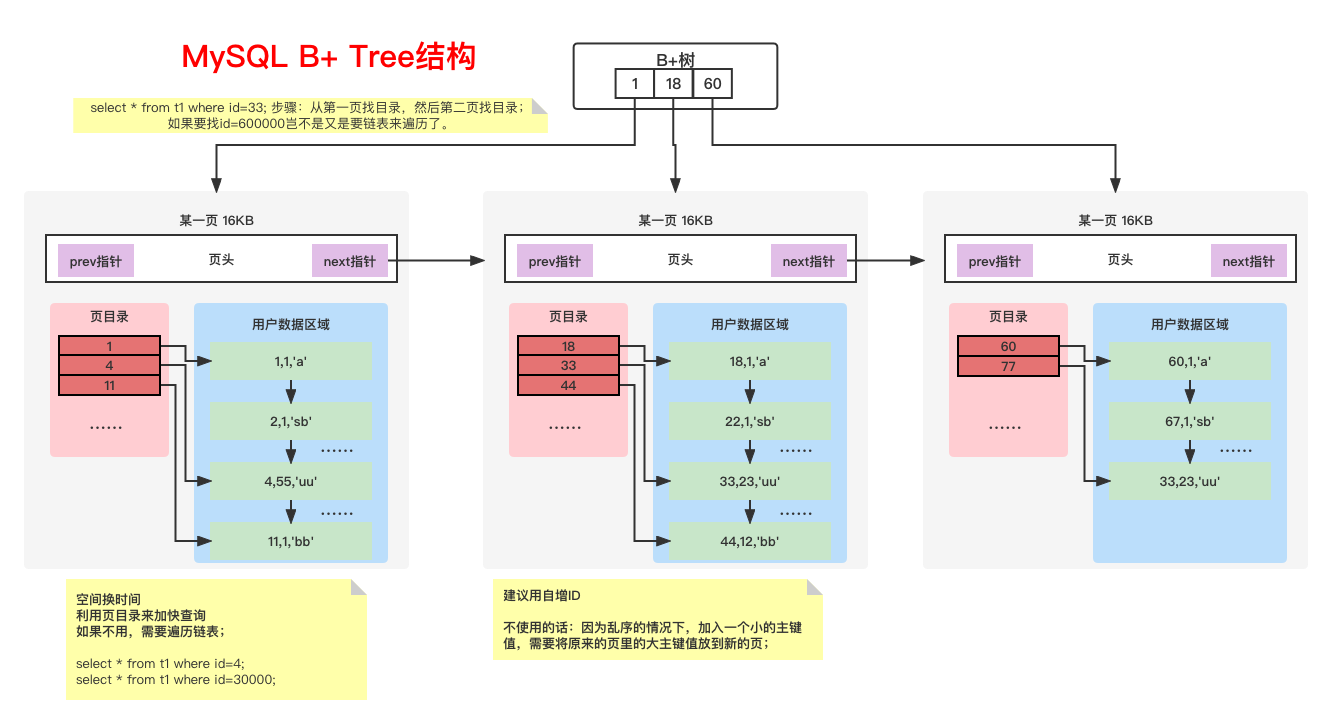 MySQL B+ Tree结构
B+树
1 18 60
select * from t1 where id=33; 步骤：从第一页找目录，然后第二页找目录；
如果要找id=600000岂不是又是要链表来遍历了。
某一页 16KB
prev指针 页头 next指针
页目录
1
4
11
······
用户数据区域
1,1,'a'
2,1,'sb'
······
4,55,'uu'
······
11,1,'bb'
某一页 16KB
prev指针 页头 next指针
页目录
18
33
44
······
用户数据区域
18,1,'a'
22,1,'sb'
······
33,23,'uu'
······
44,12,'bb'
某一页 16KB
prev指针 页头 next指针
页目录
60
77
······
用户数据区域
60,1,'a'
67,1,'sb'
······
33,23,'uu'
空间换时间
利用页目录来加快查询
如果不用，需要遍历链表；
select * from t1 where id=4;
select * from t1 where id=30000;
建议用自增ID
不使用的话：因为乱序的情况下，加入一个小的主键
值，需要将原来的页里的大主键值放到新的页；